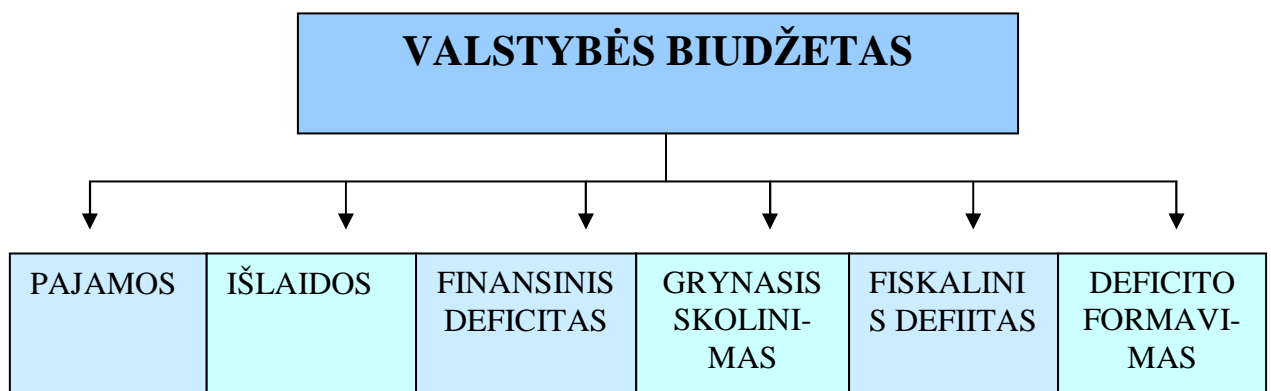 VALSTYBĖS BIUDŽETAS
PAJAMOS
IŠLAIDOS
FINANSINIS
DEFICITAS
GRYNASIS
SKOLINI-
MAS
FISKALINI
S DEFIITAS
DEFICITO
FORMAVI-
MAS